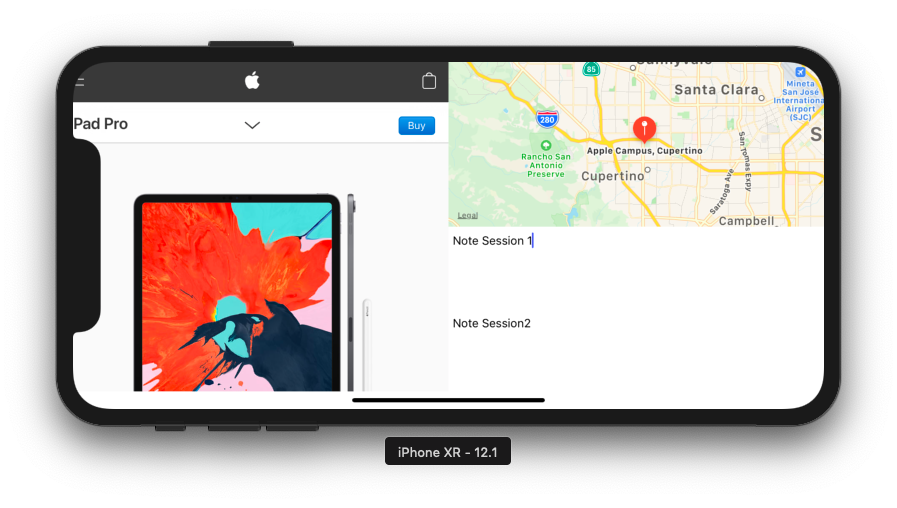 Pad Pro
Buy
Sunnyvale
85
Santa Clara
Mineta
San José
International
Airport
(SJC)
280
Apple Campus, Cupertino
Rancho San
Antonio
Preserve
Cupertino
San Tomas Expy
Saratoga Ave
S
Campbell
Legal
Note Session 1
Note Session2
iPhone XR - 12.1